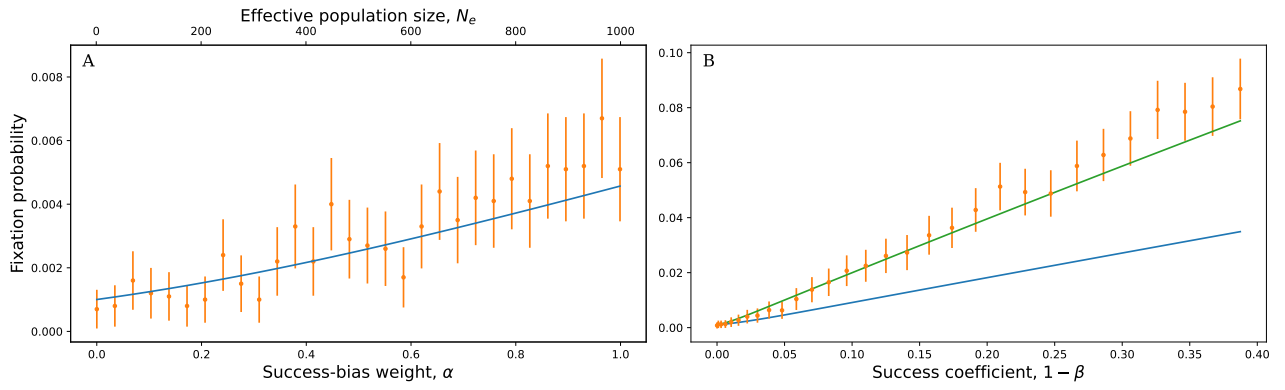 Effective population size, Nₑ
0 200 400 600 800 1000
A
Fixation probability
0.008
0.006
0.004
0.002
0.000
0.0 0.2 0.4 0.6 0.8 1.0
Success-bias weight, α
B
0.10
0.08
0.06
0.04
0.02
0.00
0.00 0.05 0.10 0.15 0.20 0.25 0.30 0.35 0.40
Success coefficient, 1 − β